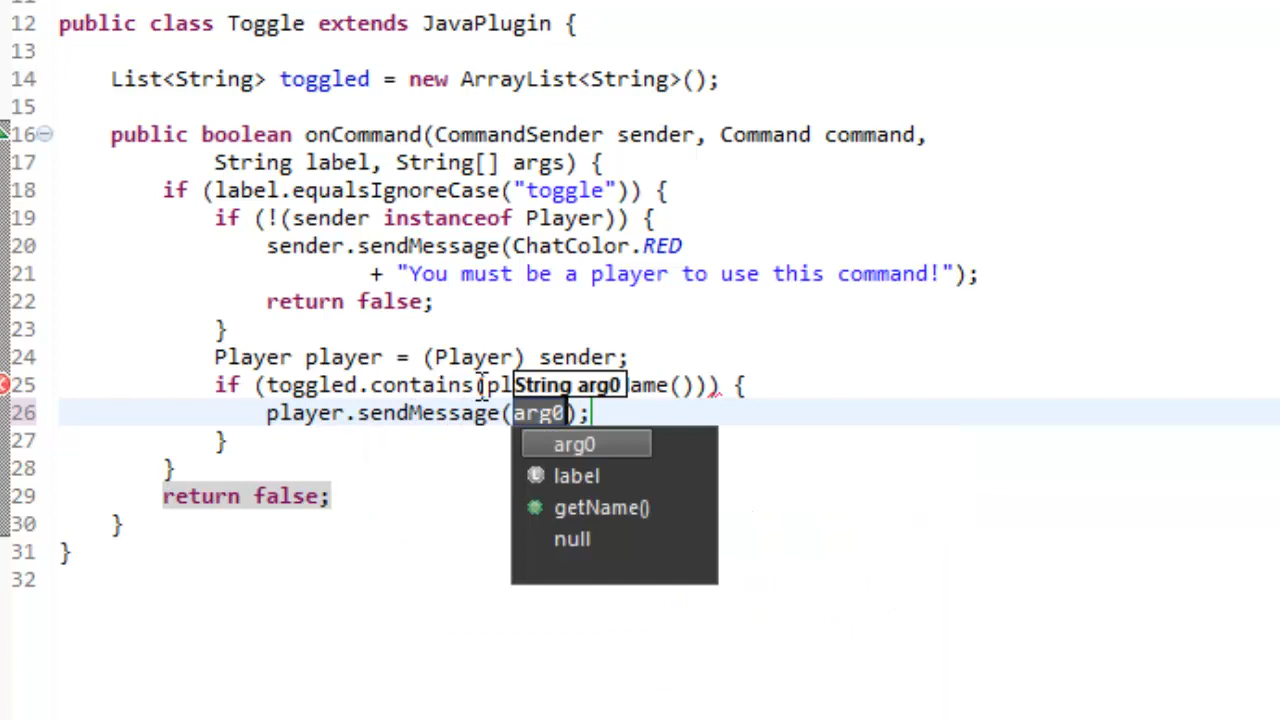 12 public class Toggle extends JavaPlugin {
13
14 List<String> toggled = new ArrayList<String>();
15
16 public boolean onCommand(CommandSender sender, Command command,
17 String label, String[] args) {
18 if (label.equalsIgnoreCase("toggle")) {
19 if (!(sender instanceof Player)) {
20 sender.sendMessage(ChatColor.RED
21 + "You must be a player to use this command!");
22 return false;
23 }
24 Player player = (Player) sender;
25 if (toggled.contains(pl String arg0 ame())) {
26 player.sendMessage(arg0);
27 }
arg0
28 }
label
29 return false;
getName()
30 }
null
31 }
32